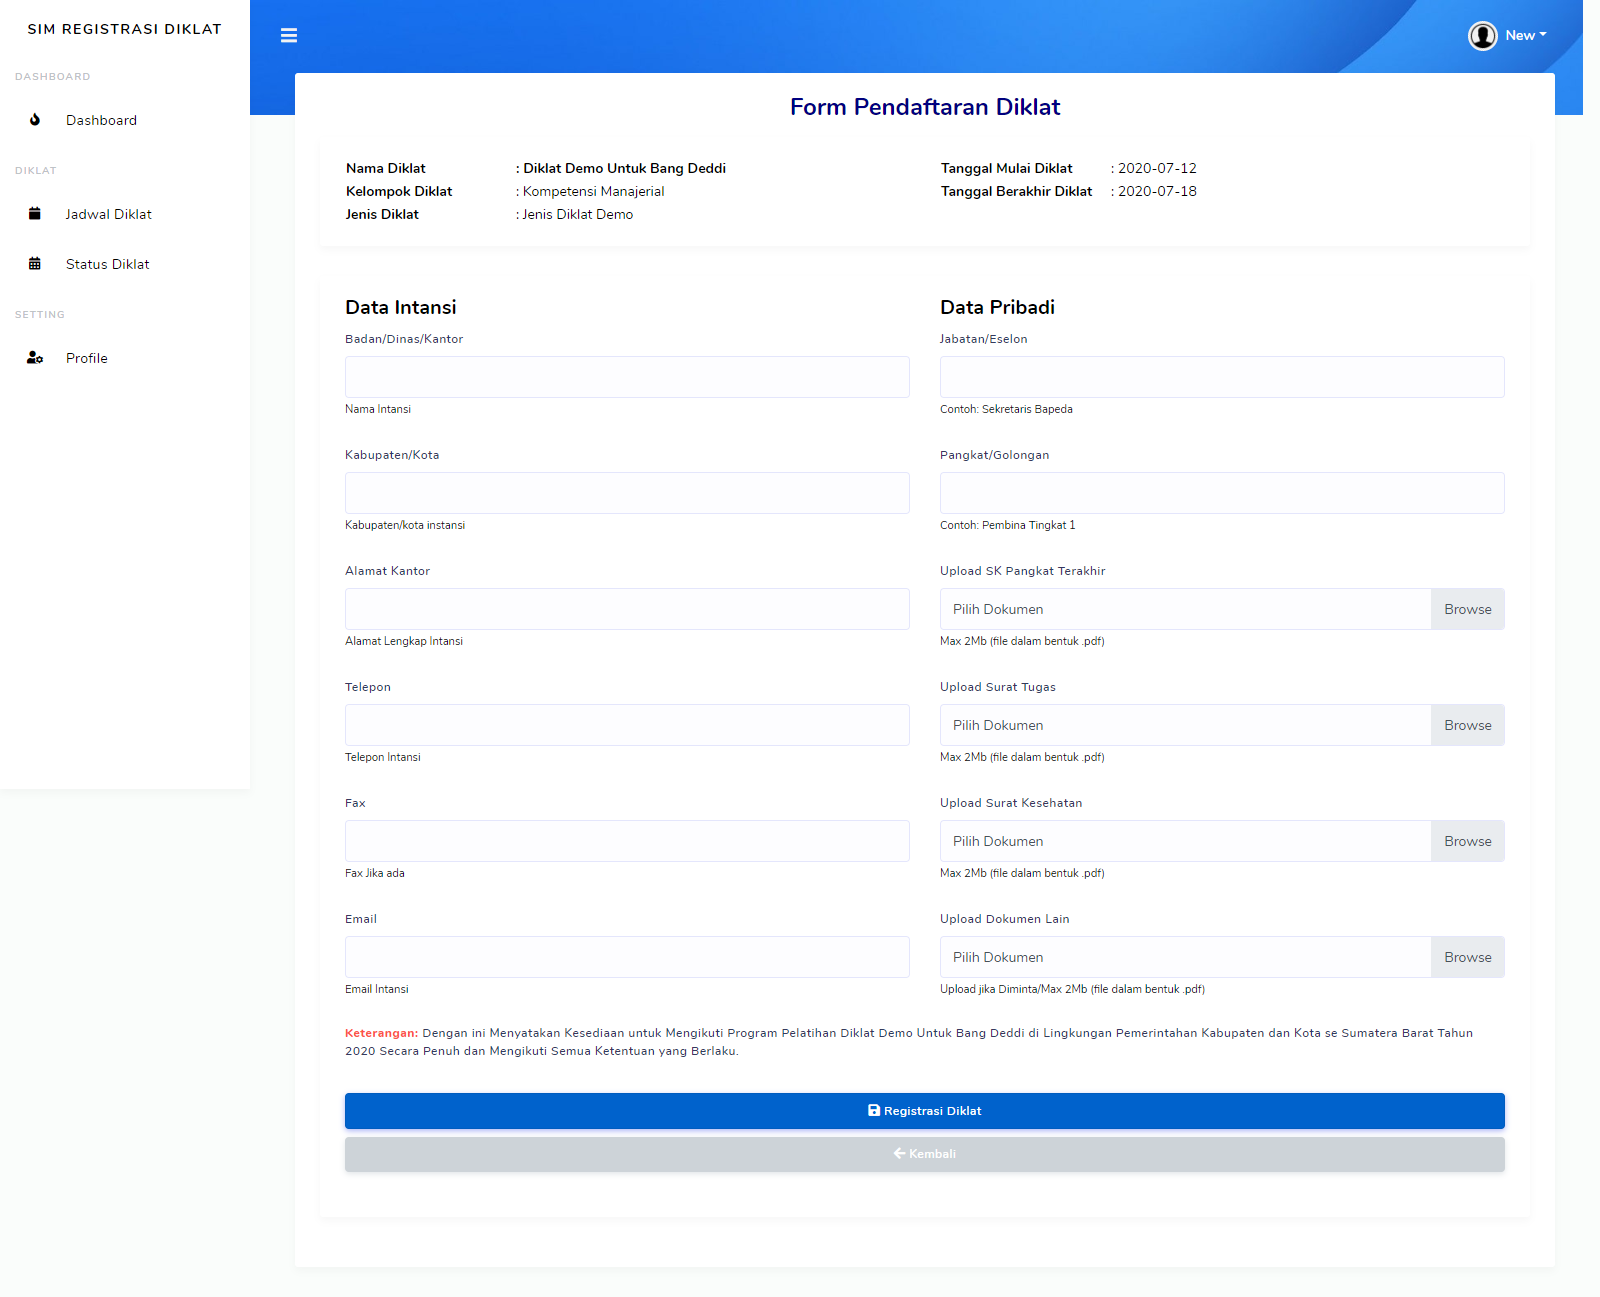 SIM REGISTRASI DIKLAT
DASHBOARD
Dashboard
DIKLAT
Jadwal Diklat
Status Diklat
SETTING
Profile
New
Form Pendaftaran Diklat
Nama Diklat : Diklat Demo Untuk Bang Deddi
Kelompok Diklat : Kompetensi Manajerial
Jenis Diklat : Jenis Diklat Demo
Tanggal Mulai Diklat : 2020-07-12
Tanggal Berakhir Diklat : 2020-07-18
Data Intansi
Badan/Dinas/Kantor
Nama Intansi
Kabupaten/Kota
Kabupaten/kota instansi
Alamat Kantor
Alamat Lengkap Intansi
Telepon
Telepon Intansi
Fax
Fax Jika ada
Email
Email Intansi
Data Pribadi
Jabatan/Eselon
Contoh: Sekretaris Bapeda
Pangkat/Golongan
Contoh: Pembina Tingkat 1
Upload SK Pangkat Terakhir
Pilih Dokumen Browse
Max 2Mb (file dalam bentuk .pdf)
Upload Surat Tugas
Pilih Dokumen Browse
Max 2Mb (file dalam bentuk .pdf)
Upload Surat Kesehatan
Pilih Dokumen Browse
Max 2Mb (file dalam bentuk .pdf)
Upload Dokumen Lain
Pilih Dokumen Browse
Upload jika Diminta/Max 2Mb (file dalam bentuk .pdf)
Keterangan: Dengan ini Menyatakan Kesediaan untuk Mengikuti Program Pelatihan Diklat Demo Untuk Bang Deddi di Lingkungan Pemerintahan Kabupaten dan Kota se Sumatera Barat Tahun
2020 Secara Penuh dan Mengikuti Semua Ketentuan yang Berlaku.
Registrasi Diklat
Kembali